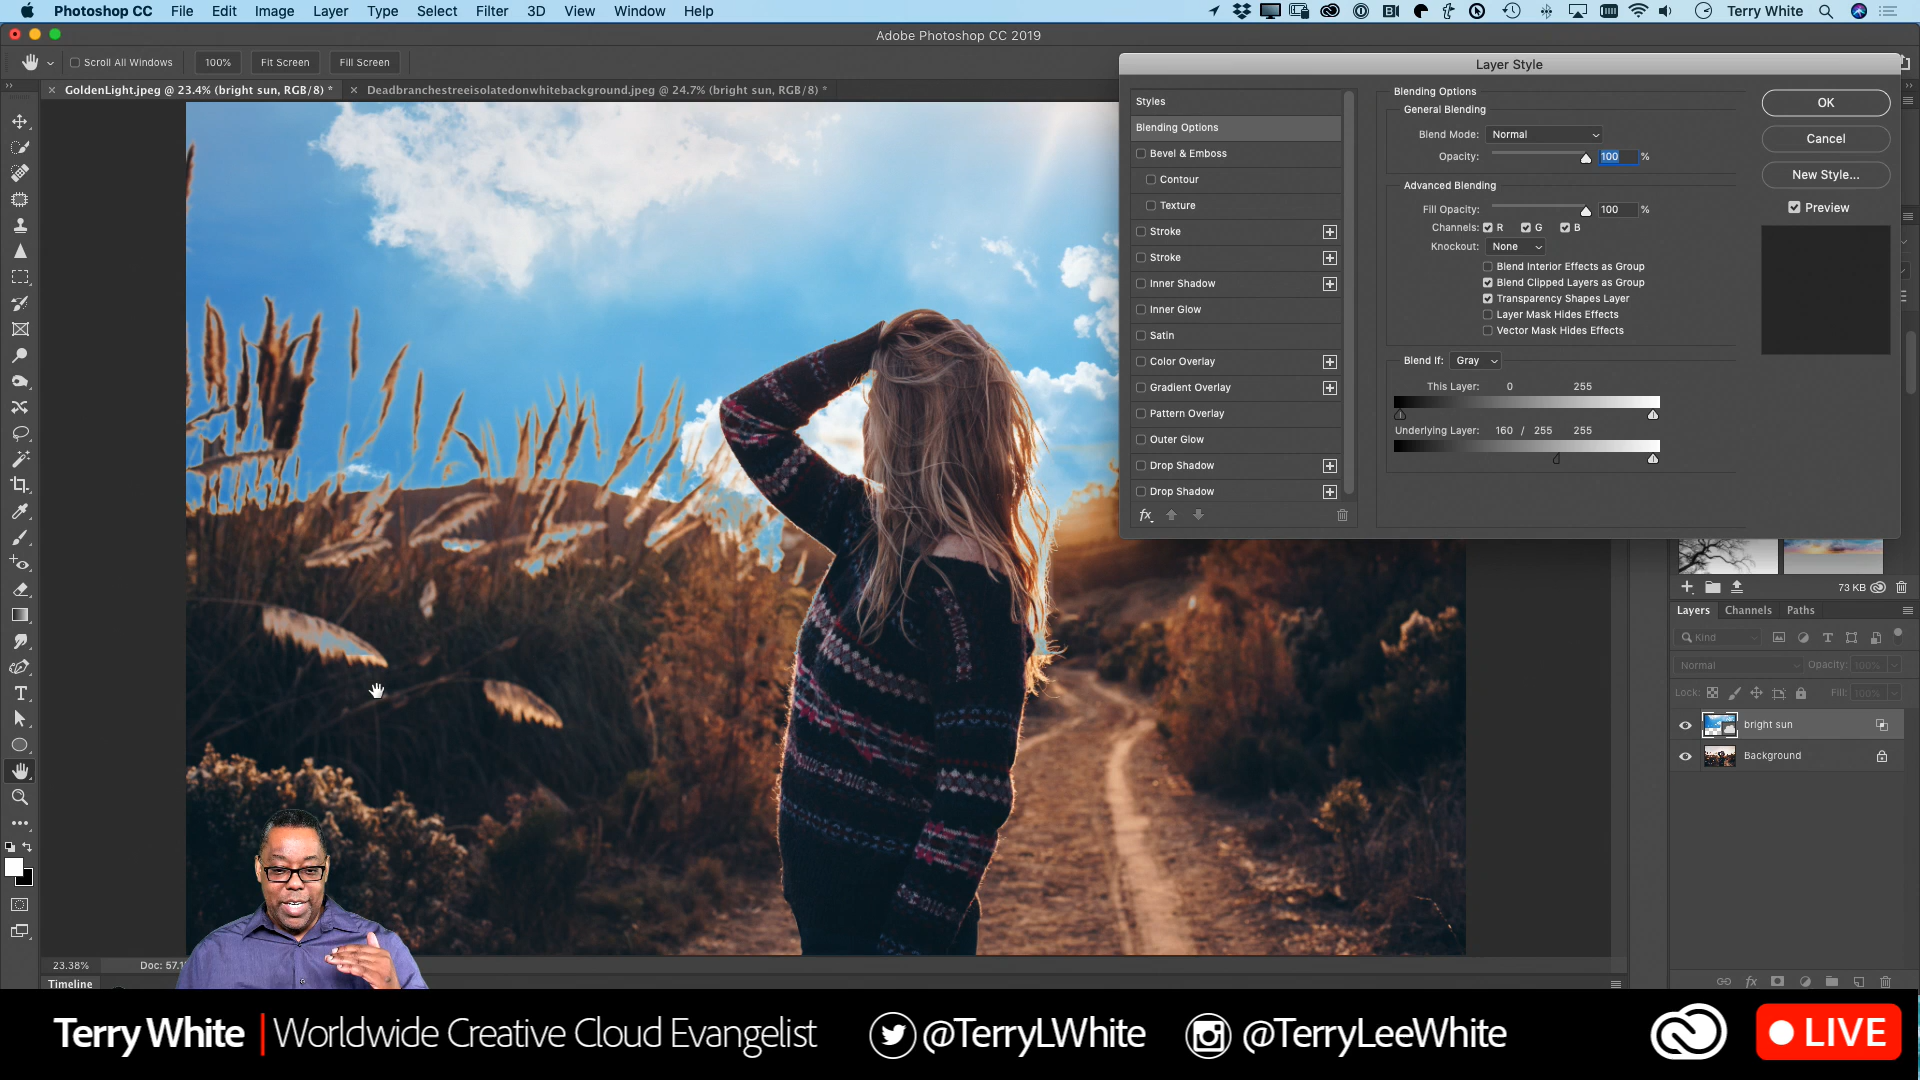 Photoshop CC File Edit Image Layer Type Select Filter 3D View Window Help Terry White
Adobe Photoshop CC 2019
Scroll All Windows 100% Fit Screen Fill Screen
GoldenLight.jpeg @ 23.4% (bright sun, RGB/8) * Deadbranchestreeisolatedonwhitebackground.jpeg @ 24.7% (bright sun, RGB/8) *
Layer Style
Styles
Blending Options
Bevel & Emboss
Contour
Texture
Stroke
Stroke
Inner Shadow
Inner Glow
Satin
Color Overlay
Gradient Overlay
Pattern Overlay
Outer Glow
Drop Shadow
Drop Shadow
fx
Blending Options
General Blending
Blend Mode: Normal
Opacity: 100 %
Advanced Blending
Fill Opacity: 100 %
Channels: R G B
Knockout: None
Blend Interior Effects as Group
Blend Clipped Layers as Group
Transparency Shapes Layer
Layer Mask Hides Effects
Vector Mask Hides Effects
Blend If: Gray
This Layer: 0 255
Underlying Layer: 160 / 255 255
OK
Cancel
New Style...
Preview
73 KB
Layers Channels Paths
Kind
Normal Opacity: 100%
Lock: Fill: 100%
bright sun
Background
fx
23.38% Doc: 57.1
Timeline
Terry White | Worldwide Creative Cloud Evangelist @TerryLWhite @TerryLeeWhite LIVE